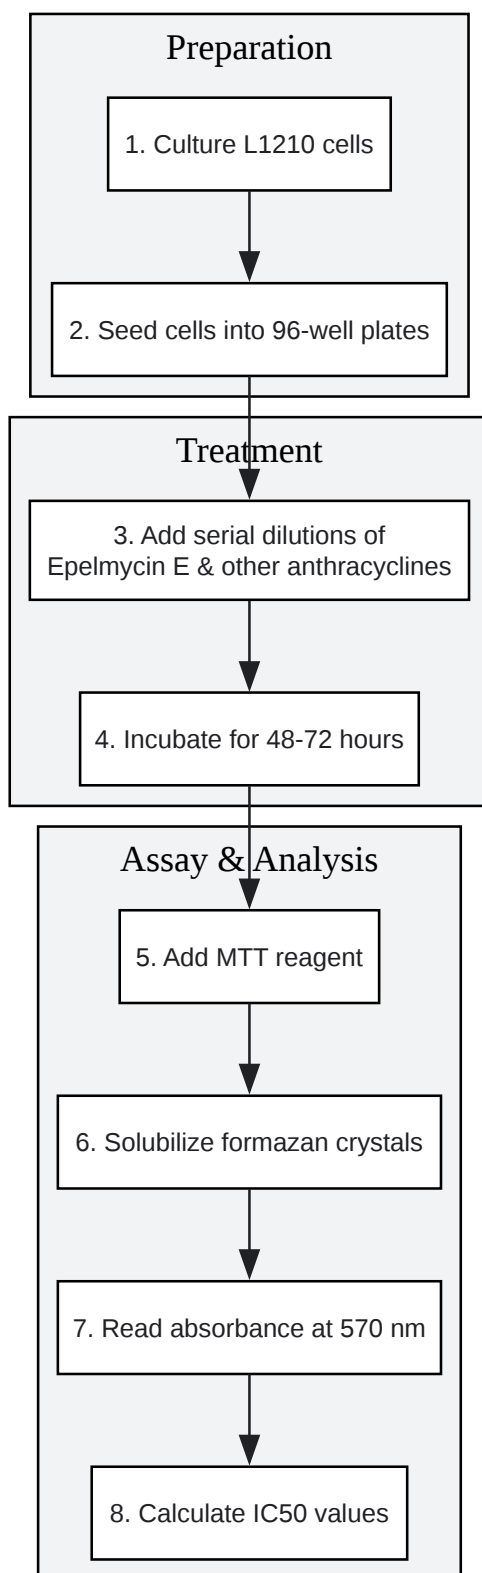 Preparation
1. Culture L1210 cells
2. Seed cells into 96-well plates
Treatment
3. Add serial dilutions of
Epelmycin E & other anthracyclines
4. Incubate for 48-72 hours
Assay & Analysis
5. Add MTT reagent
6. Solubilize formazan crystals
7. Read absorbance at 570 nm
8. Calculate IC50 values